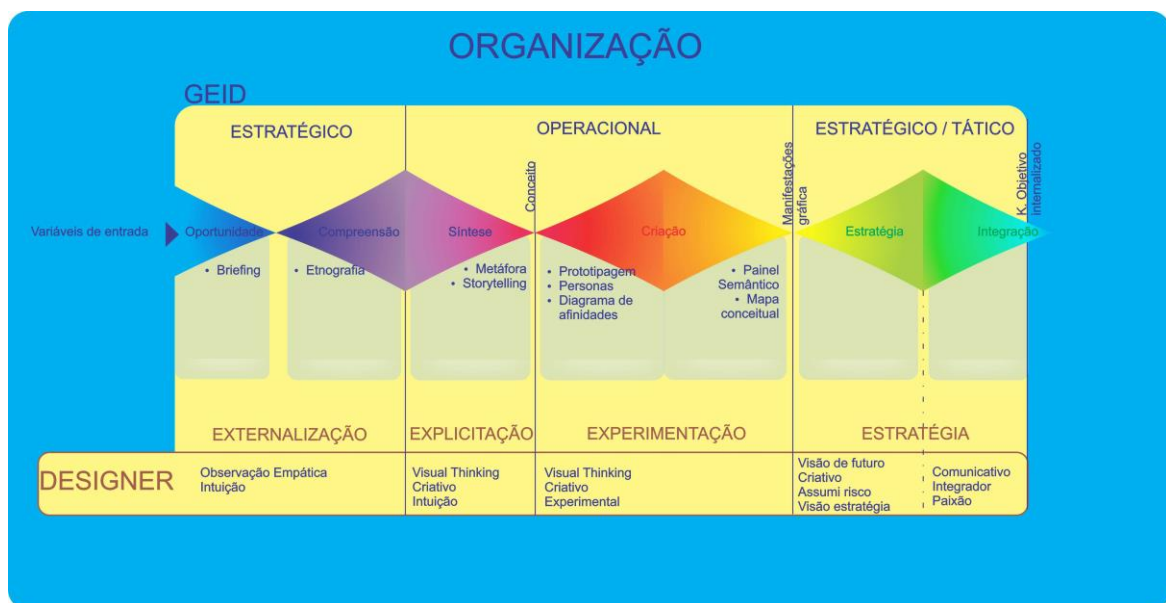 ORGANIZAÇÃO
GEID
ESTRATÉGICO
OPERACIONAL
ESTRATÉGICO / TÁTICO
Conceito
Manifestações
gráfica
K. Objetivo
internalizado
Variáveis de entrada
Oportunidade
Compreensão
Síntese
Criação
Estratégia
Integração
• Briefing
• Etnografia
• Metáfora
• Storytelling
• Prototipagem
• Personas
• Diagrama de
afinidades
• Painel
Semântico
• Mapa
conceitual
EXTERNALIZAÇÃO
EXPLICITAÇÃO
EXPERIMENTAÇÃO
ESTRATÉGIA
DESIGNER
Observação Empática
Intuição
Visual Thinking
Criativo
Intuição
Visual Thinking
Criativo
Experimental
Visão de futuro
Criativo
Assumi risco
Visão estratégia
Comunicativo
Integrador
Paixão